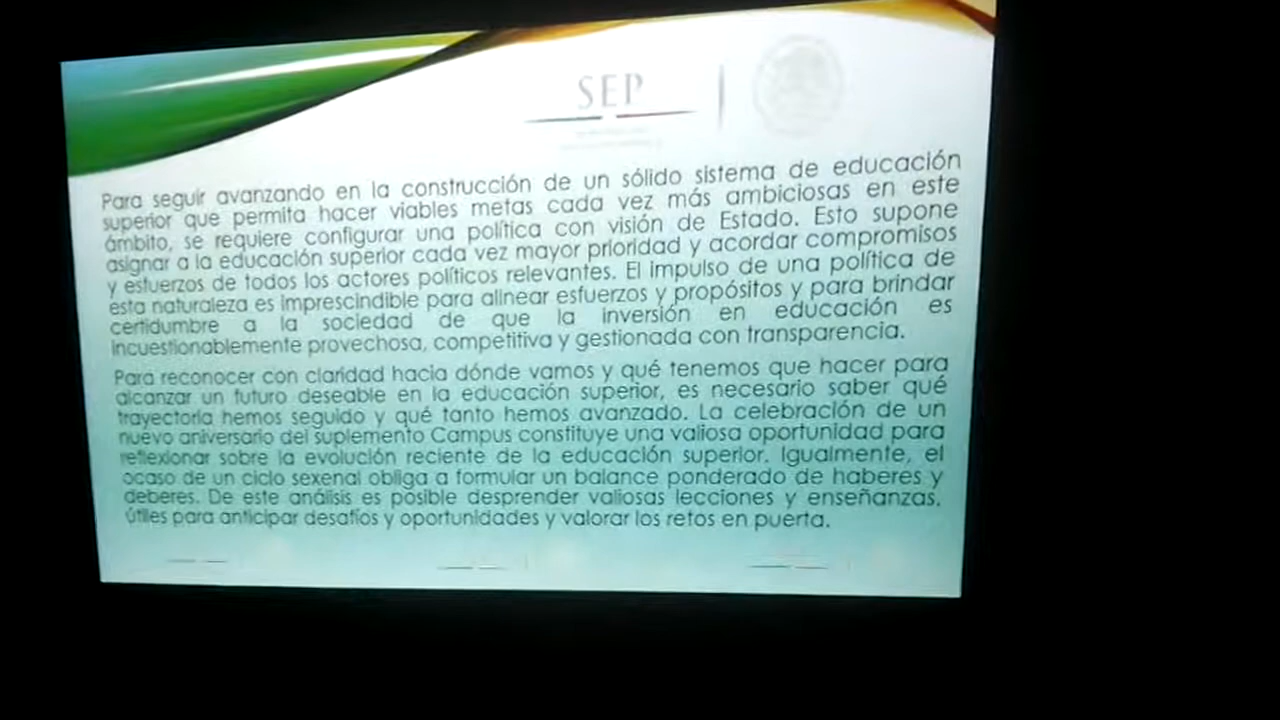 SEP
Para seguir avanzando en la construcción de un sólido sistema de educación
superior que permita hacer viables metas cada vez más ambiciosas en este
ámbito, se requiere configurar una política con visión de Estado. Esto supone
asignar a la educación superior cada vez mayor prioridad y acordar compromisos
y esfuerzos de todos los actores políticos relevantes. El impulso de una política de
esta naturaleza es imprescindible para alinear esfuerzos y propósitos y para brindar
certidumbre a la sociedad de que la inversión en educación es
incuestionablemente provechosa, competitiva y gestionada con transparencia.
Para reconocer con claridad hacia dónde vamos y qué tenemos que hacer para
alcanzar un futuro deseable en la educación superior, es necesario saber qué
trayectoria hemos seguido y qué tanto hemos avanzado. La celebración de un
nuevo aniversario del suplemento Campus constituye una valiosa oportunidad para
reflexionar sobre la evolución reciente de la educación superior. Igualmente, el
ocaso de un ciclo sexenal obliga a formular un balance ponderado de haberes y
deberes. De este análisis es posible desprender valiosas lecciones y enseñanzas,
útiles para anticipar desafíos y oportunidades y valorar los retos en puerta.